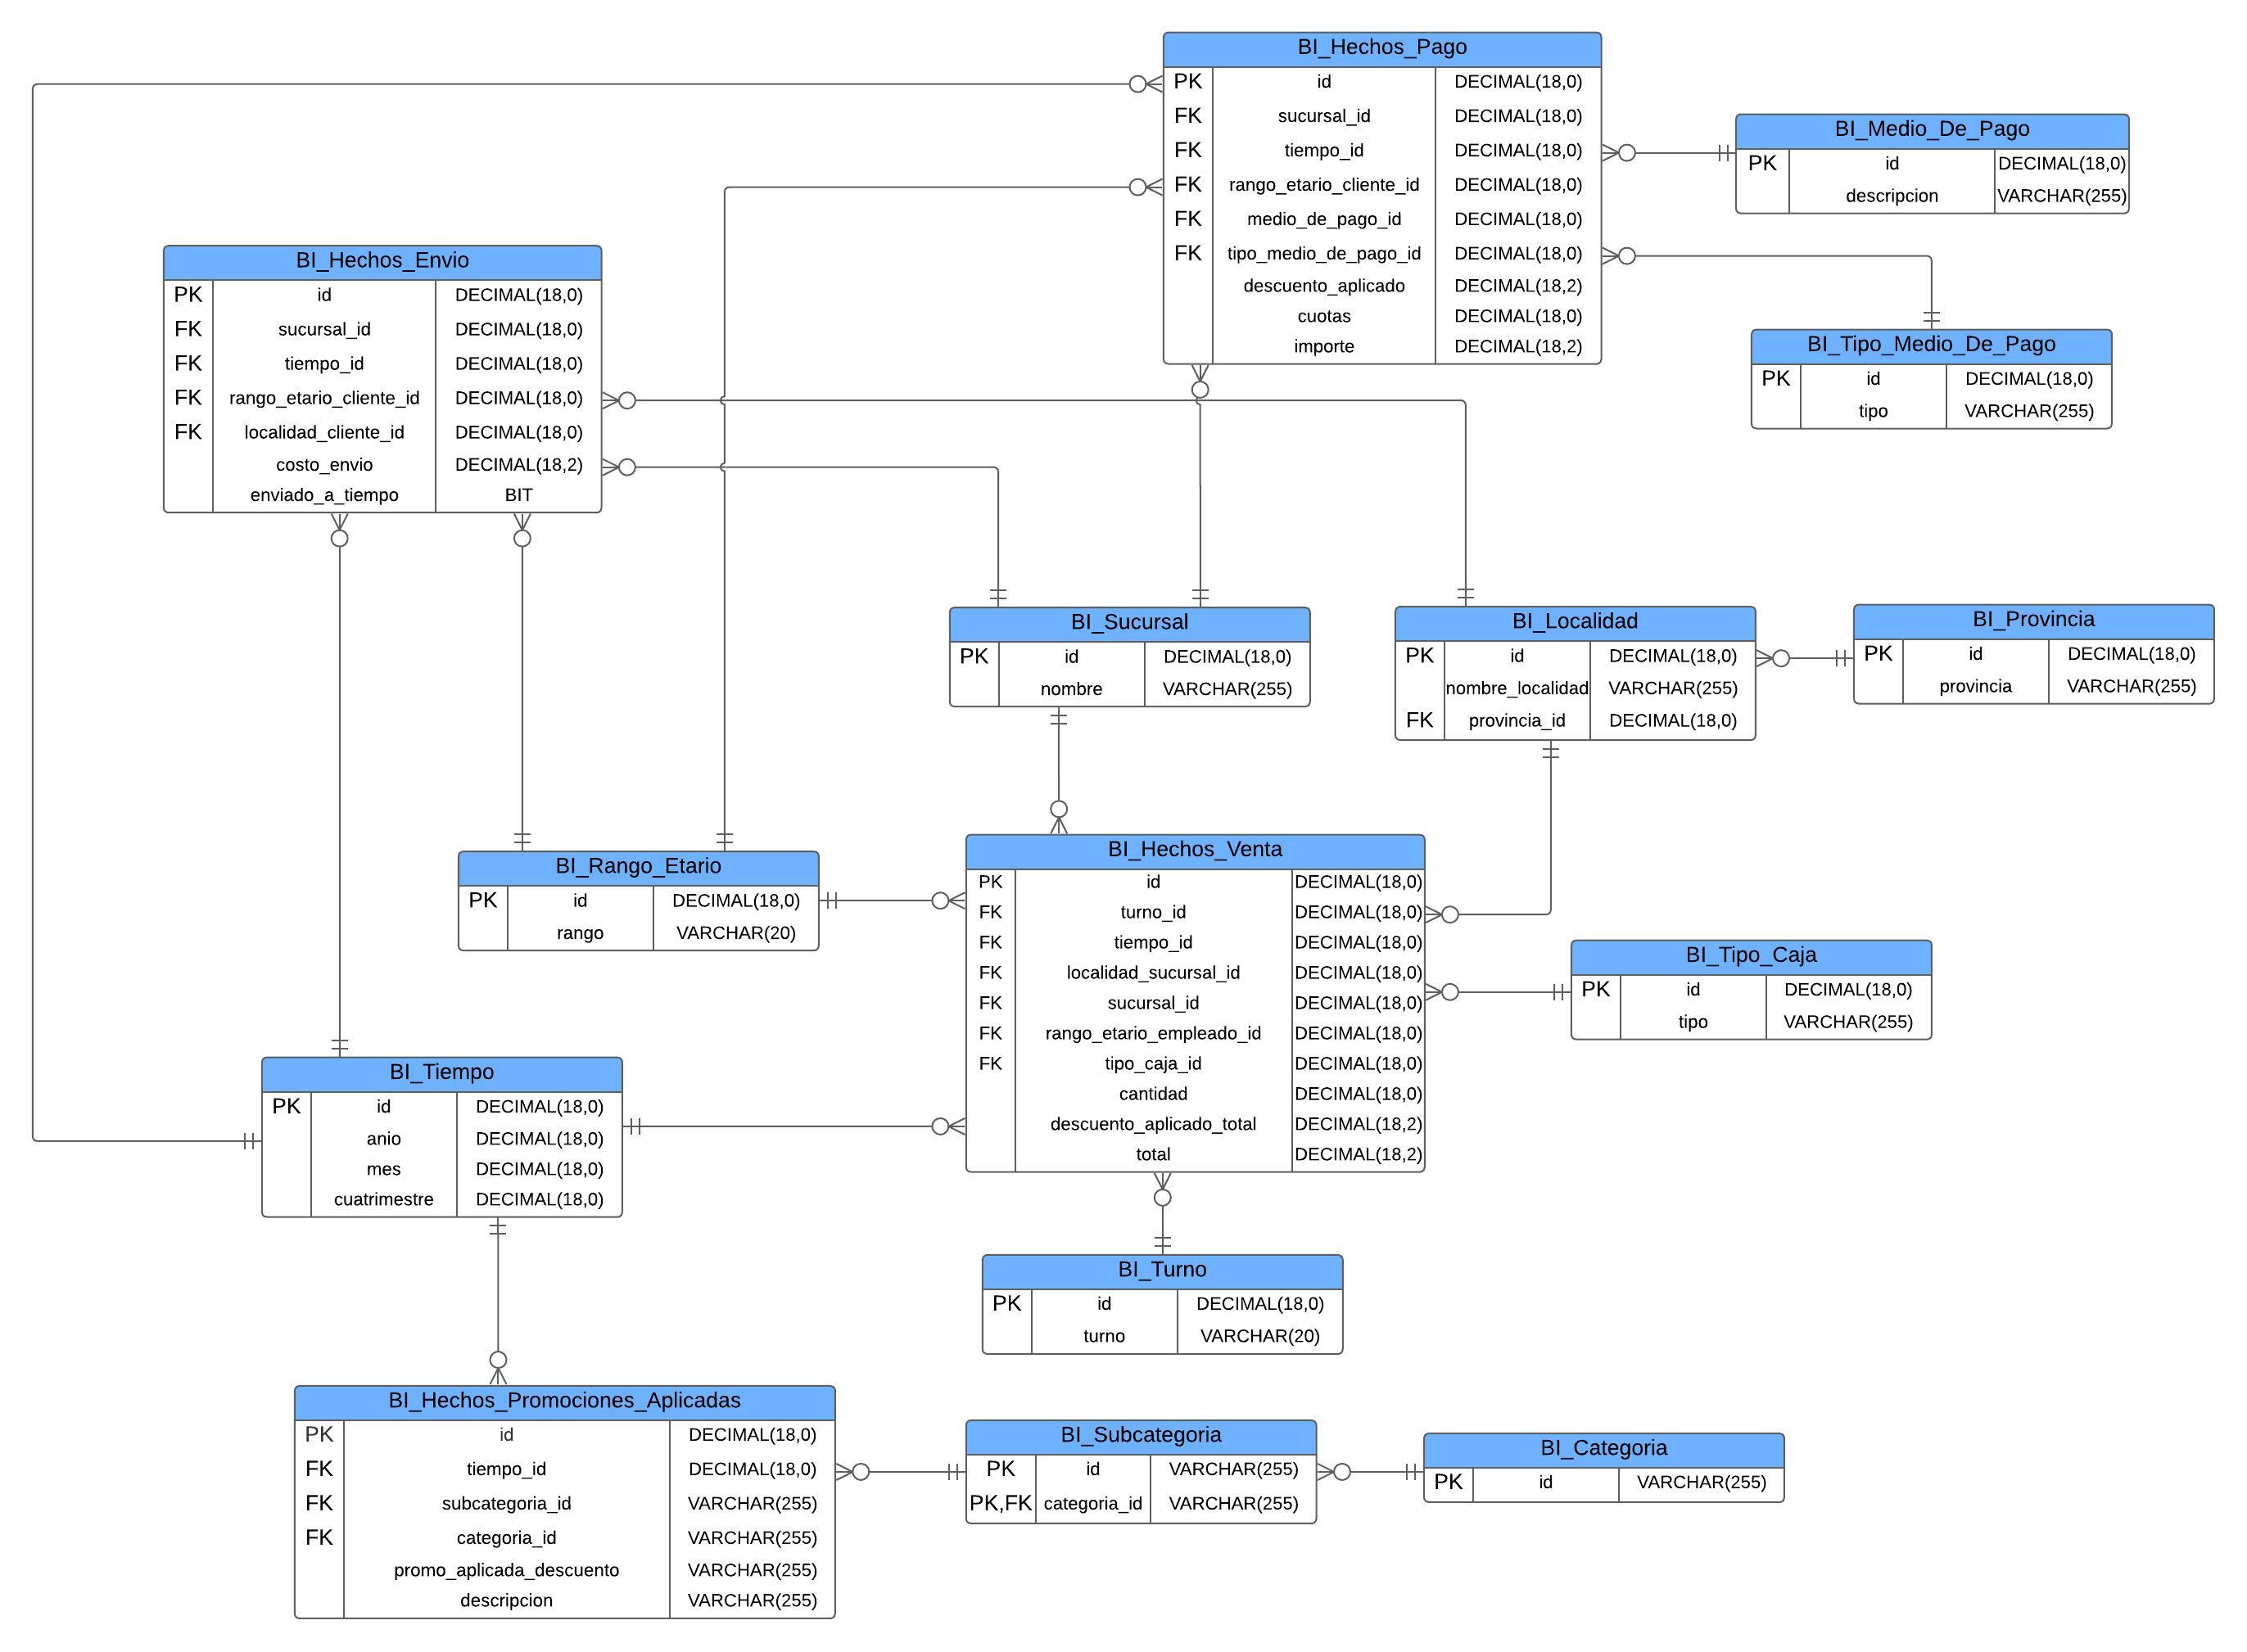 BI_Hechos_Pago
PK id DECIMAL(18,0)
FK sucursal_id DECIMAL(18,0)
FK tiempo_id DECIMAL(18,0)
FK rango_etario_cliente_id DECIMAL(18,0)
FK medio_de_pago_id DECIMAL(18,0)
FK tipo_medio_de_pago_id DECIMAL(18,0)
descuento_aplicado DECIMAL(18,2)
cuotas DECIMAL(18,0)
importe DECIMAL(18,2)
BI_Medio_De_Pago
PK id DECIMAL(18,0)
descripcion VARCHAR(255)
BI_Hechos_Envio
PK id DECIMAL(18,0)
FK sucursal_id DECIMAL(18,0)
FK tiempo_id DECIMAL(18,0)
FK rango_etario_cliente_id DECIMAL(18,0)
FK localidad_cliente_id DECIMAL(18,0)
costo_envio DECIMAL(18,2)
enviado_a_tiempo BIT
BI_Tipo_Medio_De_Pago
PK id DECIMAL(18,0)
tipo VARCHAR(255)
BI_Sucursal
PK id DECIMAL(18,0)
nombre VARCHAR(255)
BI_Localidad
PK id DECIMAL(18,0)
nombre_localidad VARCHAR(255)
FK provincia_id DECIMAL(18,0)
BI_Provincia
PK id DECIMAL(18,0)
provincia VARCHAR(255)
BI_Rango_Etario
PK id DECIMAL(18,0)
rango VARCHAR(20)
BI_Hechos_Venta
PK id DECIMAL(18,0)
FK turno_id DECIMAL(18,0)
FK tiempo_id DECIMAL(18,0)
FK localidad_sucursal_id DECIMAL(18,0)
FK sucursal_id DECIMAL(18,0)
FK rango_etario_empleado_id DECIMAL(18,0)
FK tipo_caja_id DECIMAL(18,0)
cantidad DECIMAL(18,0)
descuento_aplicado_total DECIMAL(18,2)
total DECIMAL(18,2)
BI_Tipo_Caja
PK id DECIMAL(18,0)
tipo VARCHAR(255)
BI_Tiempo
PK id DECIMAL(18,0)
anio DECIMAL(18,0)
mes DECIMAL(18,0)
cuatrimestre DECIMAL(18,0)
BI_Turno
PK id DECIMAL(18,0)
turno VARCHAR(20)
BI_Hechos_Promociones_Aplicadas
PK id DECIMAL(18,0)
FK tiempo_id DECIMAL(18,0)
FK subcategoria_id VARCHAR(255)
FK categoria_id VARCHAR(255)
promo_aplicada_descuento VARCHAR(255)
descripcion VARCHAR(255)
BI_Subcategoria
PK id VARCHAR(255)
PK,FK categoria_id VARCHAR(255)
BI_Categoria
PK id VARCHAR(255)